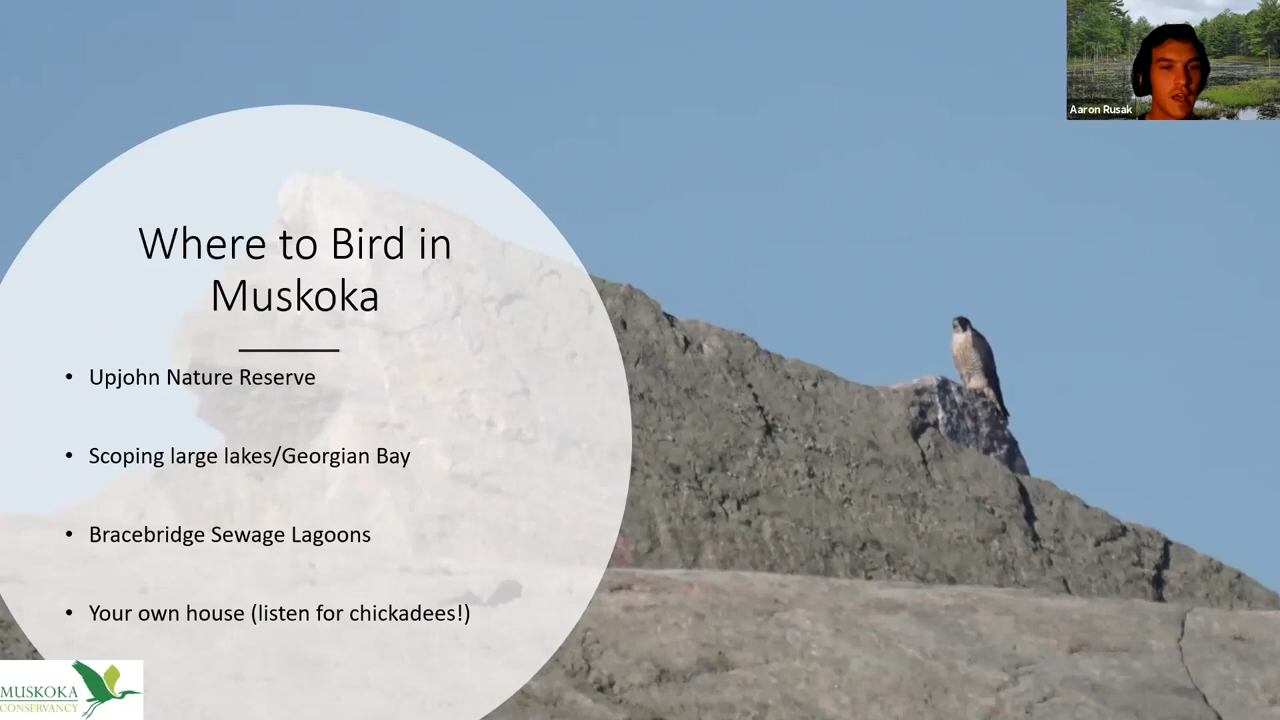 Aaron Rusak
Where to Bird in
Muskoka
• Upjohn Nature Reserve
• Scoping large lakes/Georgian Bay
• Bracebridge Sewage Lagoons
• Your own house (listen for chickadees!)
MUSKOKA
CONSERVANCY